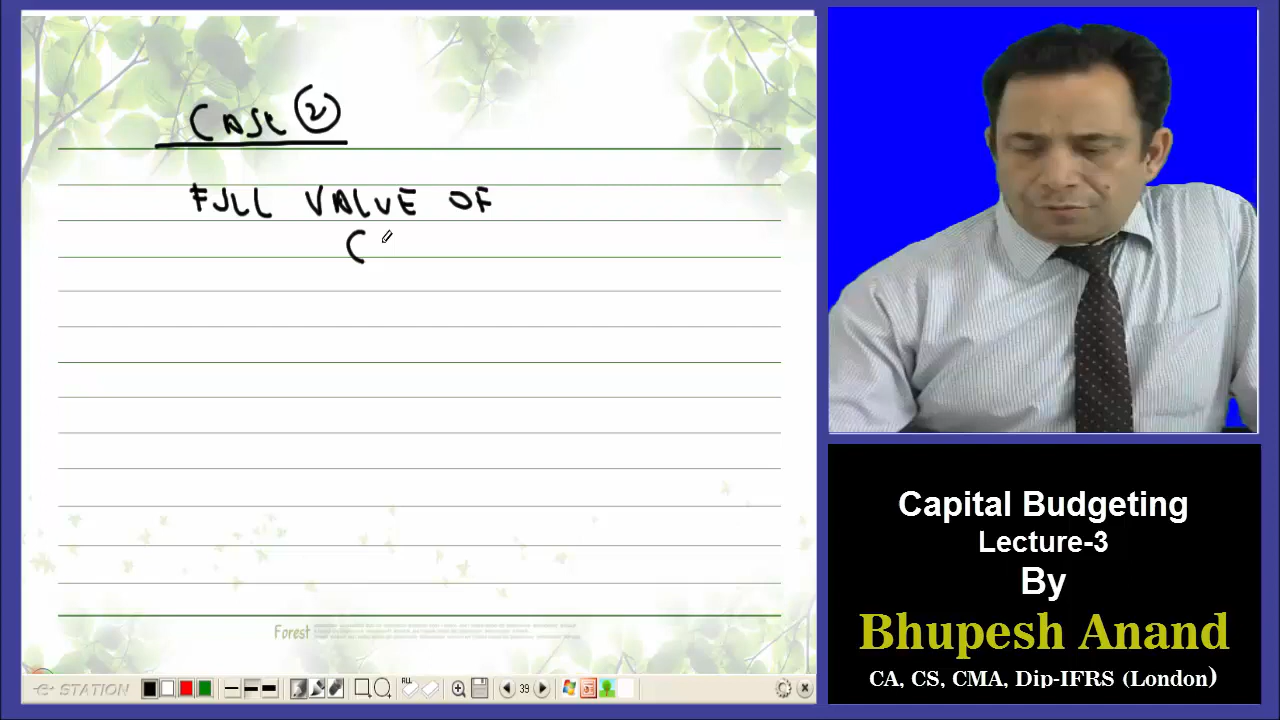 CASE 2
FULL VALUE OF
C
Forest
e-STATION
ALL
39
Capital Budgeting
Lecture-3
By
Bhupesh Anand
CA, CS, CMA, Dip-IFRS (London)